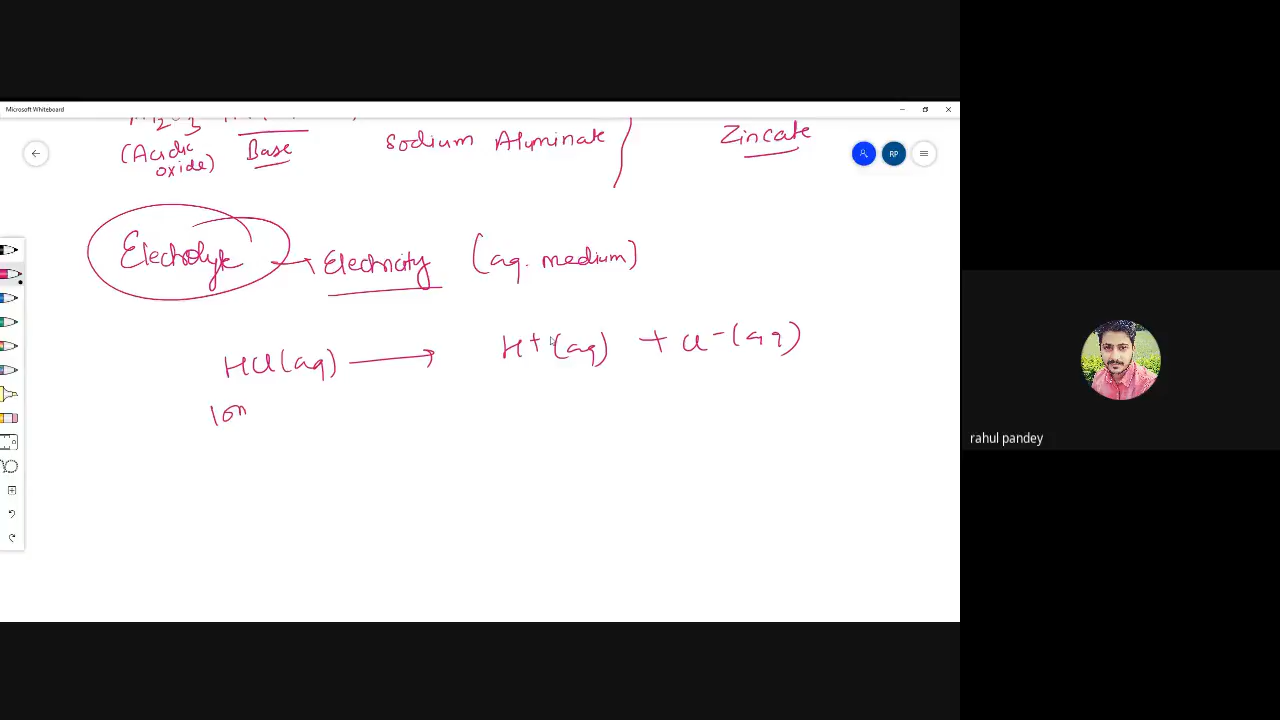 Microsoft Whiteboard
(Acidic oxide)
Base
Sodium Aluminate
Zincate
RP
Electrolyte → Electricity (aq. medium)
HCl(aq) → H+(aq) + Cl-(aq)
Ion
rahul pandey